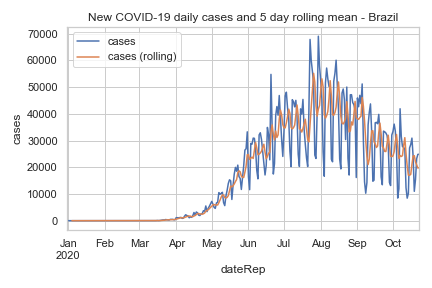 New COVID-19 daily cases and 5 day rolling mean - Brazil
cases
cases (rolling)
70000
60000
50000
40000
30000
20000
10000
0
cases
Jan Feb Mar Apr May Jun Jul Aug Sep Oct
2020
dateRep